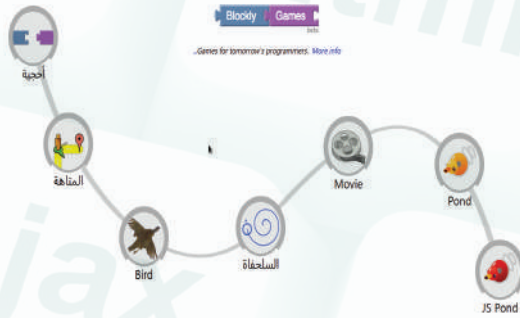 Blockly Games
beta
..Games for tomorrow's programmers. More info
أحجية
المتاهة
Bird
السلحفاة
Movie
Pond
JS Pond